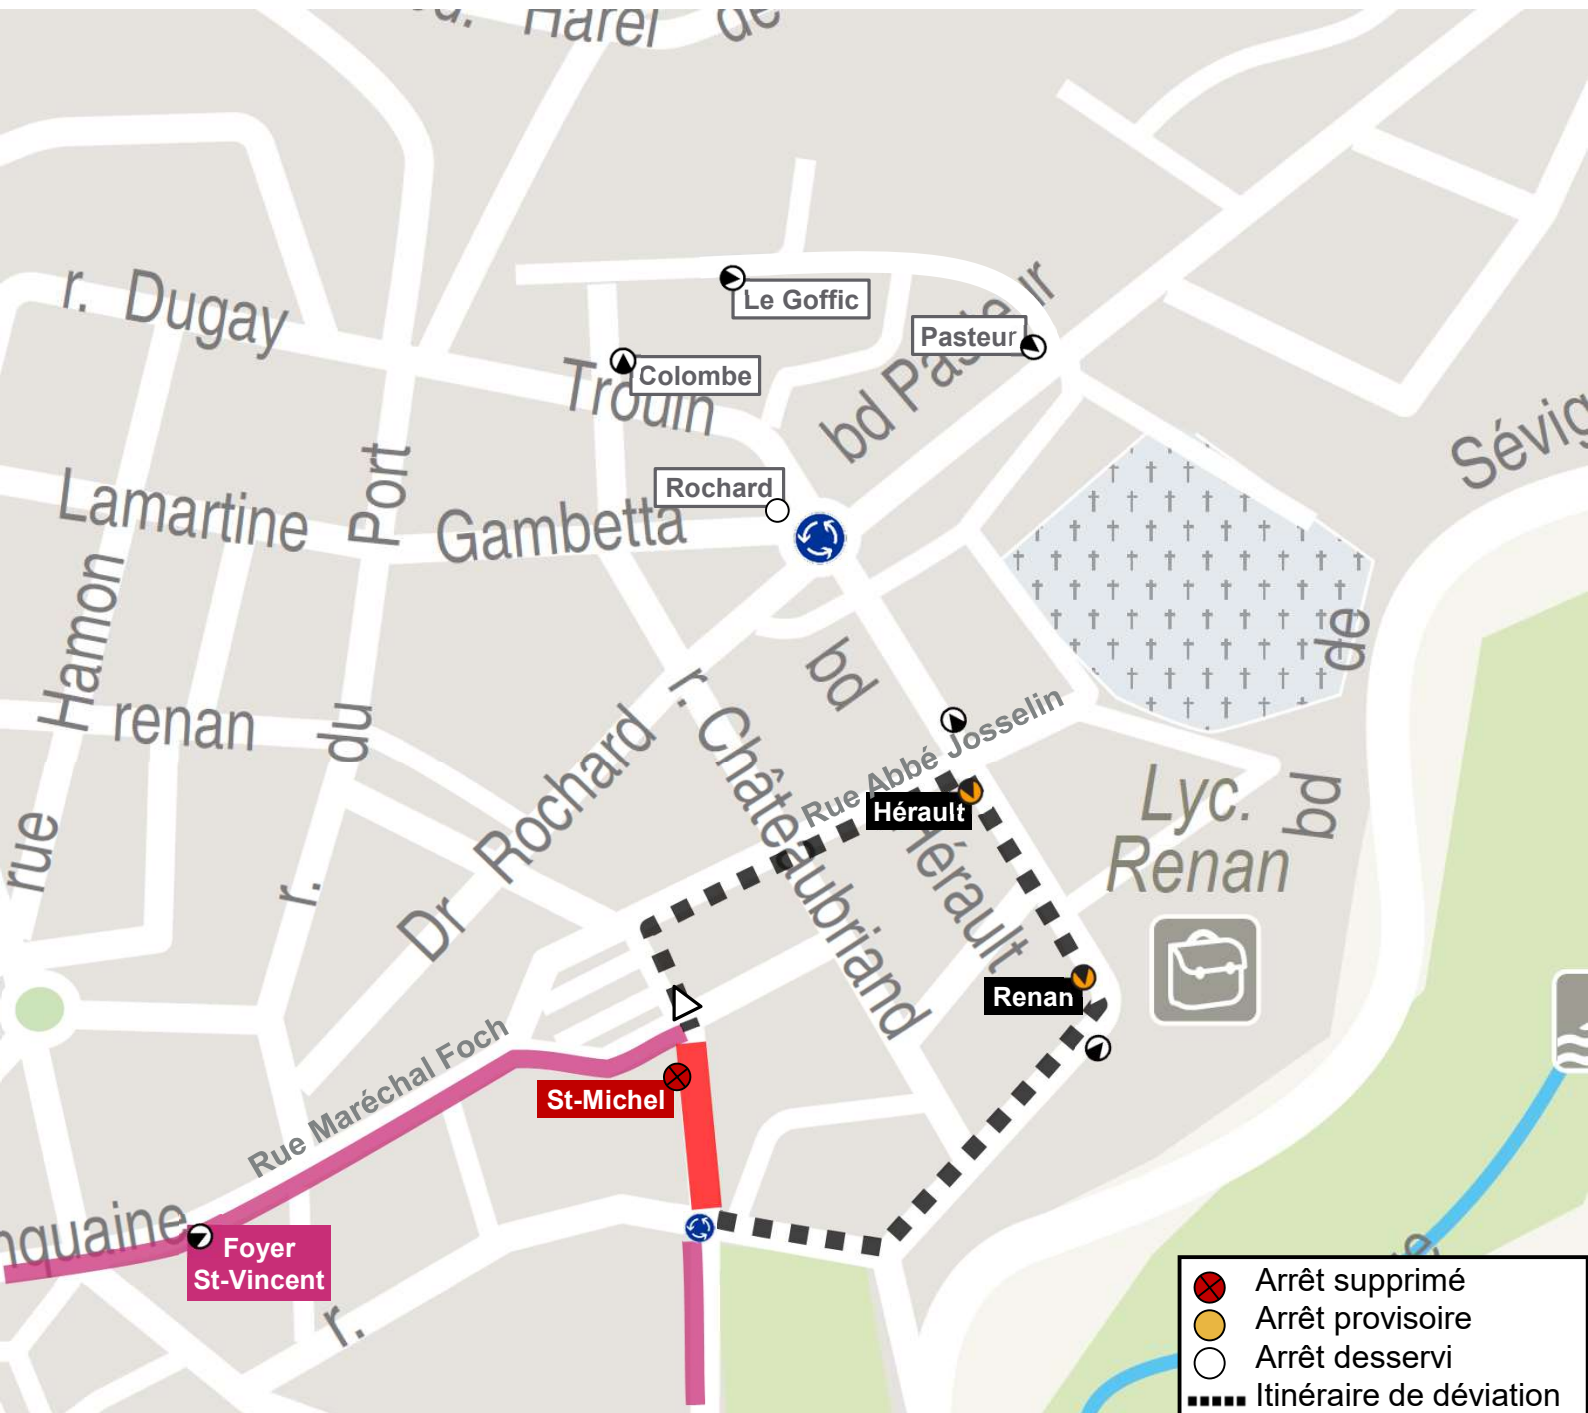 Harel de
r. Dugay
Trouin
Le Goffic
Colombe
Pasteur
bd Pasteur
Rochard
Lamartine
Gambetta
Sévig
rue Hamon
renan
r. du Port
Dr Rochard
r. Châteaubriand
bd Hérault
Rue Abbé Josselin
Hérault
Renan
Lyc.
Renan
bd de
Rue Maréchal Foch
St-Michel
nquaine
Foyer
St-Vincent
r.
Arrêt supprimé
Arrêt provisoire
Arrêt desservi
Itinéraire de déviation